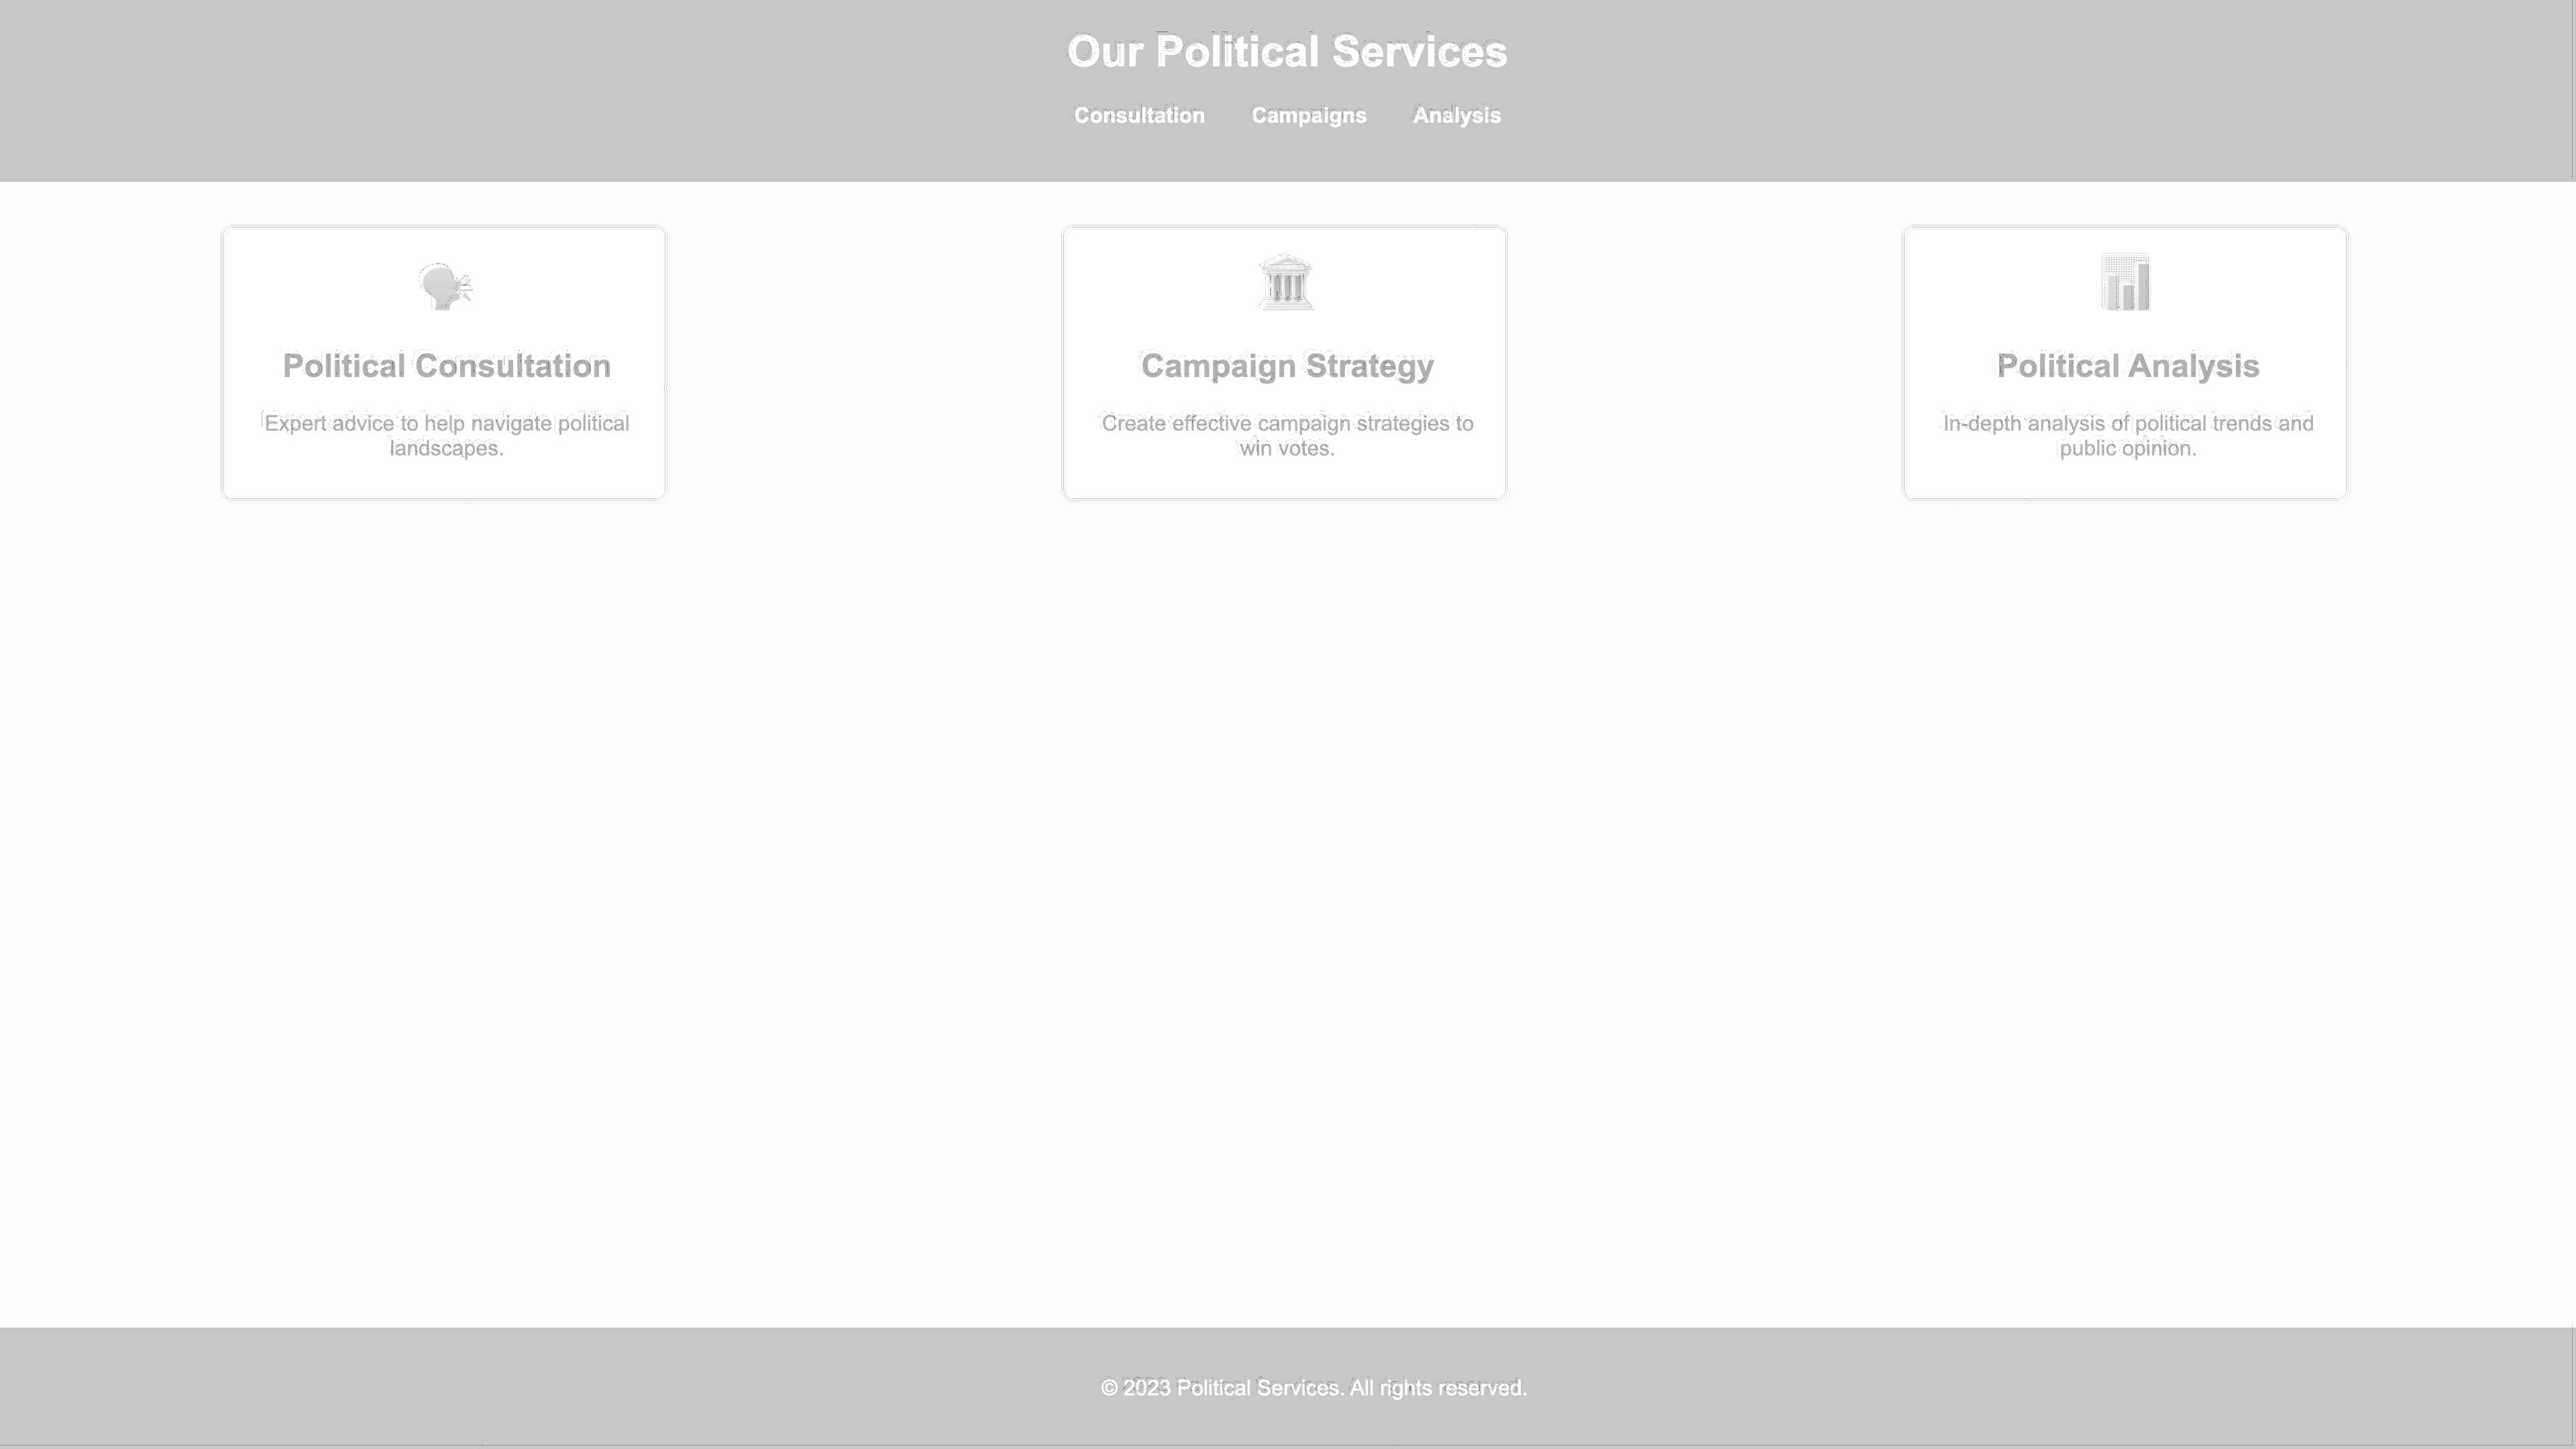 Our Political Services
Consultation Campaigns Analysis
Political Consultation
Expert advice to help navigate political
landscapes.
Campaign Strategy
Create effective campaign strategies to
win votes.
Political Analysis
In-depth analysis of political trends and
public opinion.
© 2023 Political Services. All rights reserved.